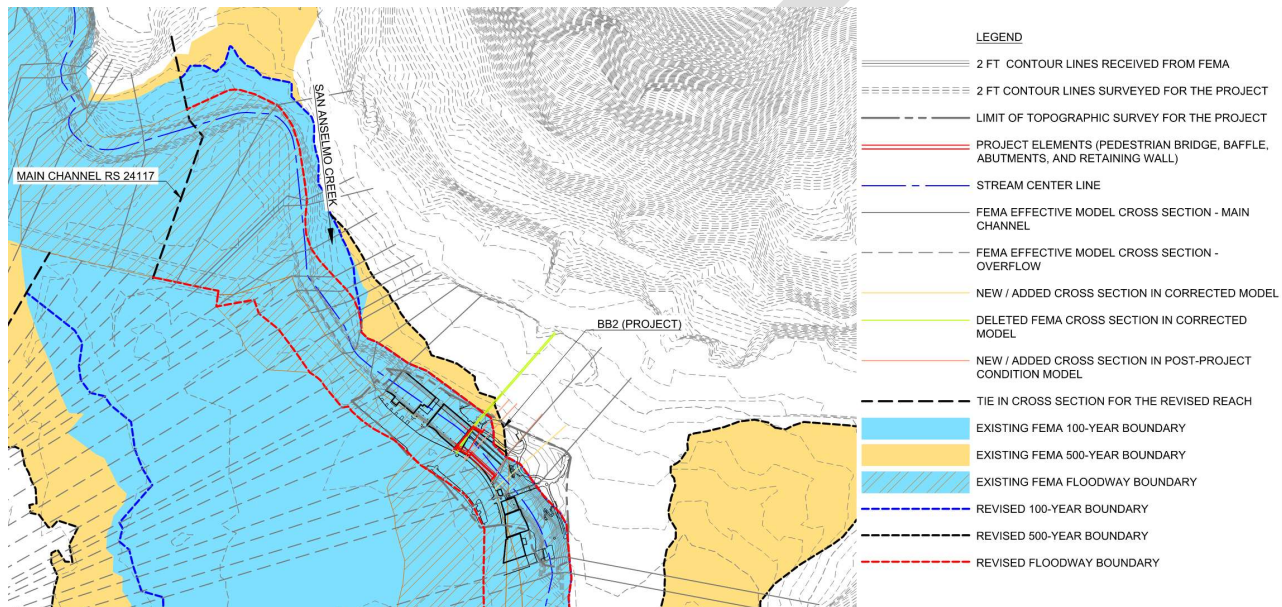 SAN ANSELMO CREEK
MAIN CHANNEL RS 24117
BB2 (PROJECT)
LEGEND
2 FT CONTOUR LINES RECEIVED FROM FEMA
2 FT CONTOUR LINES SURVEYED FOR THE PROJECT
LIMIT OF TOPOGRAPHIC SURVEY FOR THE PROJECT
PROJECT ELEMENTS (PEDESTRIAN BRIDGE, BAFFLE,
ABUTMENTS, AND RETAINING WALL)
STREAM CENTER LINE
FEMA EFFECTIVE MODEL CROSS SECTION - MAIN
CHANNEL
FEMA EFFECTIVE MODEL CROSS SECTION -
OVERFLOW
NEW / ADDED CROSS SECTION IN CORRECTED MODEL
DELETED FEMA CROSS SECTION IN CORRECTED
MODEL
NEW / ADDED CROSS SECTION IN POST-PROJECT
CONDITION MODEL
TIE IN CROSS SECTION FOR THE REVISED REACH
EXISTING FEMA 100-YEAR BOUNDARY
EXISTING FEMA 500-YEAR BOUNDARY
EXISTING FEMA FLOODWAY BOUNDARY
REVISED 100-YEAR BOUNDARY
REVISED 500-YEAR BOUNDARY
REVISED FLOODWAY BOUNDARY